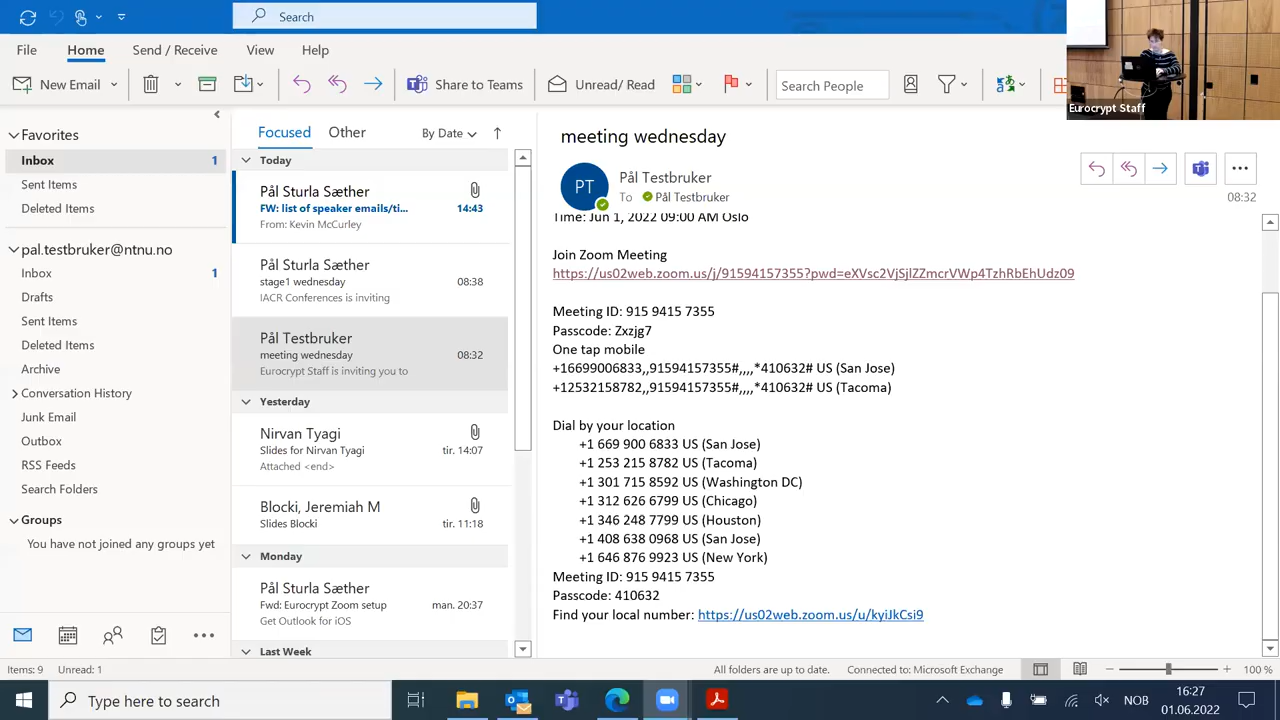 Search
File Home Send / Receive View Help
New Email Share to Teams Unread/ Read Search People
Eurocrypt Staff
Favorites
Inbox 1
Sent Items
Deleted Items
pal.testbruker@ntnu.no
Inbox 1
Drafts
Sent Items
Deleted Items
Archive
Conversation History
Junk Email
Outbox
RSS Feeds
Search Folders
Groups
You have not joined any groups yet
Items: 9 Unread: 1
Focused Other By Date
Today
Pål Sturla Sæther
FW: list of speaker emails/ti... 14:43
From: Kevin McCurley
Pål Sturla Sæther
stage1 wednesday 08:38
IACR Conferences is inviting
Pål Testbruker
meeting wednesday 08:32
Eurocrypt Staff is inviting you to
Yesterday
Nirvan Tyagi
Slides for Nirvan Tyagi tir. 14:07
Attached <end>
Blocki, Jeremiah M
Slides Blocki tir. 11:18
Monday
Pål Sturla Sæther
Fwd: Eurocrypt Zoom setup man. 20:37
Get Outlook for iOS
Last Week
meeting wednesday
PT
Pål Testbruker
To Pål Testbruker
08:32
Time: Jun 1, 2022 09:00 AM Oslo
Join Zoom Meeting
https://us02web.zoom.us/j/91594157355?pwd=eXVsc2VjSjlZZmcrVWp4TzhRbEhUdz09
Meeting ID: 915 9415 7355
Passcode: Zxzjg7
One tap mobile
+16699006833,,91594157355#,,,,*410632# US (San Jose)
+12532158782,,91594157355#,,,,*410632# US (Tacoma)
Dial by your location
+1 669 900 6833 US (San Jose)
+1 253 215 8782 US (Tacoma)
+1 301 715 8592 US (Washington DC)
+1 312 626 6799 US (Chicago)
+1 346 248 7799 US (Houston)
+1 408 638 0968 US (San Jose)
+1 646 876 9923 US (New York)
Meeting ID: 915 9415 7355
Passcode: 410632
Find your local number: https://us02web.zoom.us/u/kyiJkCsi9
All folders are up to date. Connected to: Microsoft Exchange 100 %
Type here to search
NOB 16:27
01.06.2022